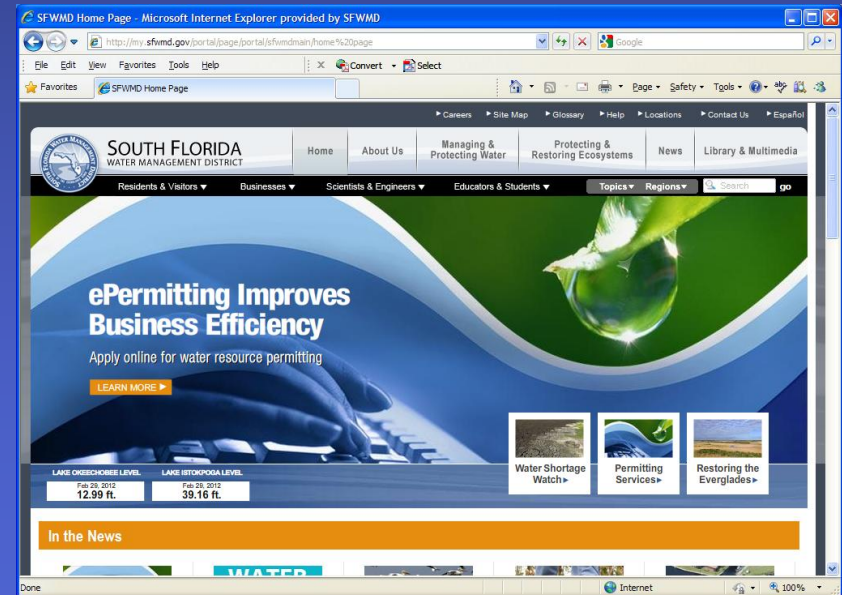 SFWMD Home Page - Microsoft Internet Explorer provided by SFWMD
http://my.sfwmd.gov/portal/page/portal/sfwmdmain/home%20page
Google
File Edit View Favorites Tools Help
Convert Select
Favorites SFWMD Home Page
Page Safety Tools
Careers Site Map Glossary Help Locations Contact Us Español
SOUTH FLORIDA
WATER MANAGEMENT DISTRICT
Home About Us Managing & Protecting Water Protecting & Restoring Ecosystems News Library & Multimedia
Residents & Visitors Businesses Scientists & Engineers Educators & Students Topics Regions Search go
ePermitting Improves
Business Efficiency
Apply online for water resource permitting
LEARN MORE
Water Shortage Watch
Permitting Services
Restoring the Everglades
LAKE OKEECHOBEE LEVEL LAKE ISTOKPOGA LEVEL
Feb 29, 2012 Feb 29, 2012
12.99 ft. 39.16 ft.
In the News
WATER
Done Internet 100%